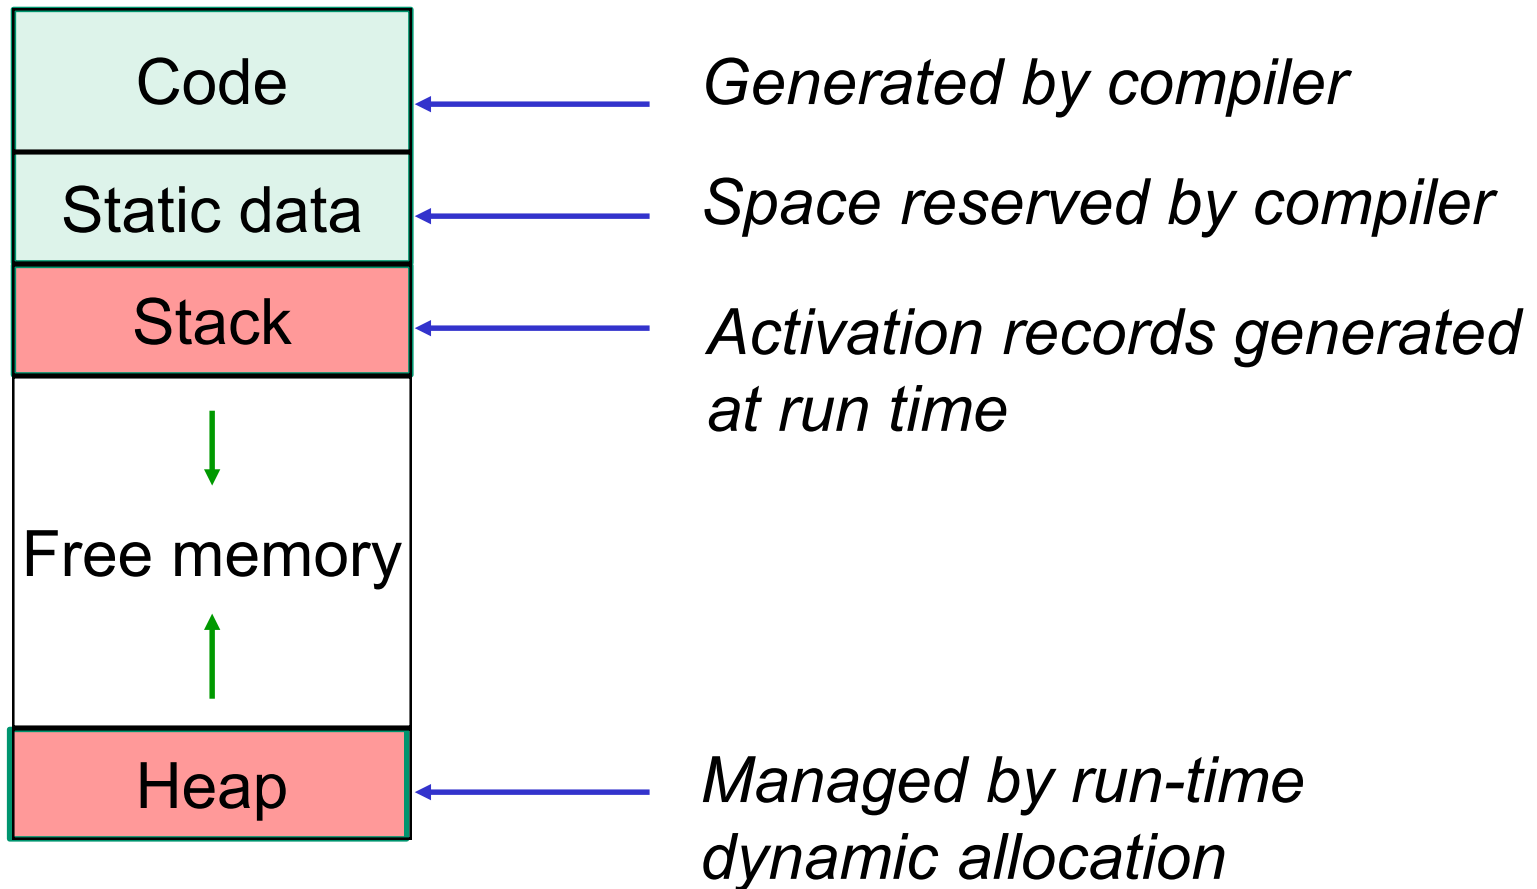 Code
Generated by compiler
Static data
Space reserved by compiler
Stack
Activation records generated
at run time
Free memory
Heap
Managed by run-time
dynamic allocation